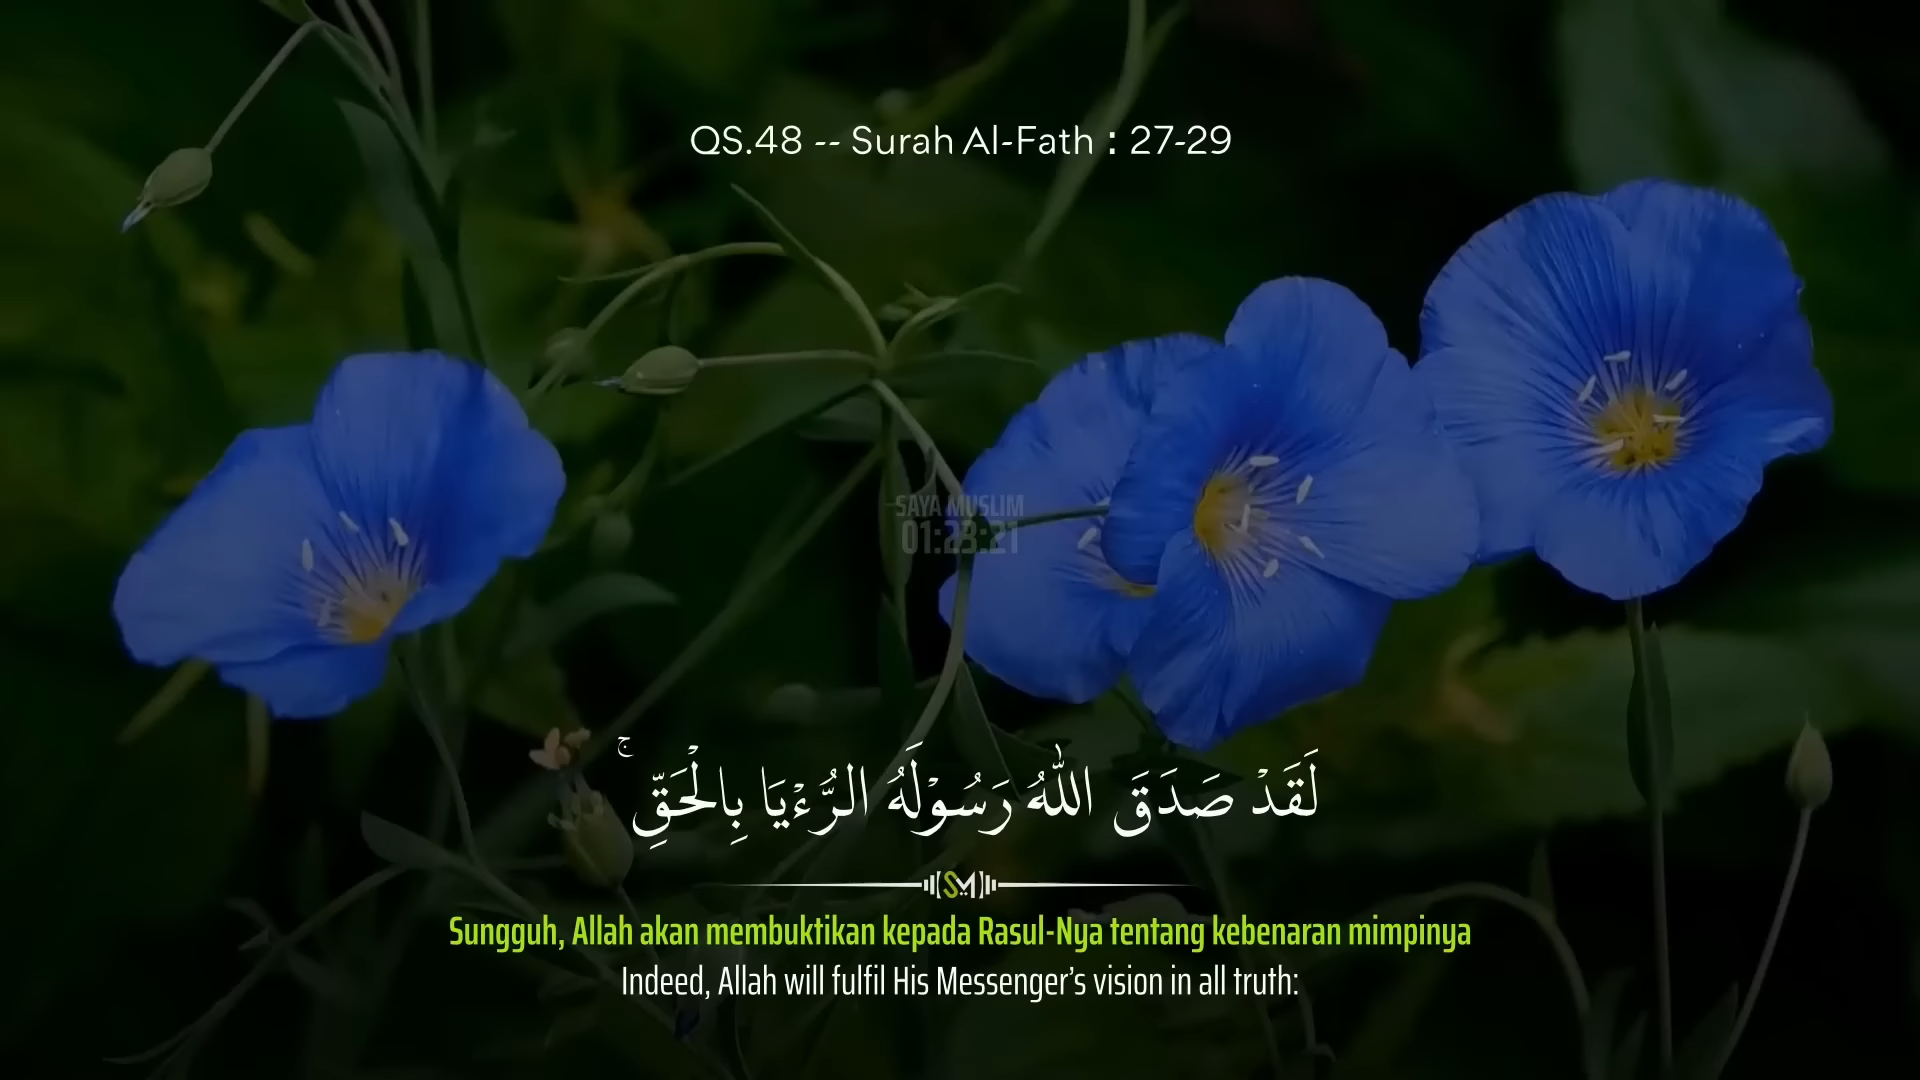 QS.48 -- Surah Al-Fath : 27-29
SAYA MUSLIM
01:23:21
لَقَدْ صَدَقَ اللّٰهُ رَسُوْلَهُ الرُّءْيَا بِالْحَقِّ ۚ
SM
Sungguh, Allah akan membuktikan kepada Rasul-Nya tentang kebenaran mimpinya
Indeed, Allah will fulfil His Messenger’s vision in all truth: